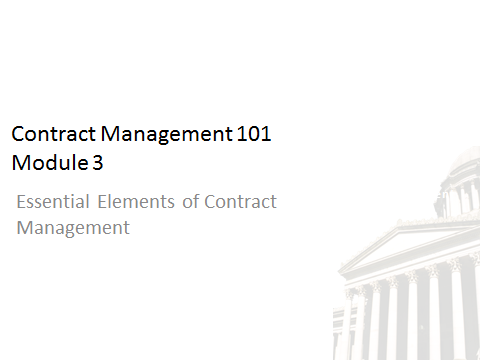 Contract Management 101
Module 3
Essential Elements of Contract
Management